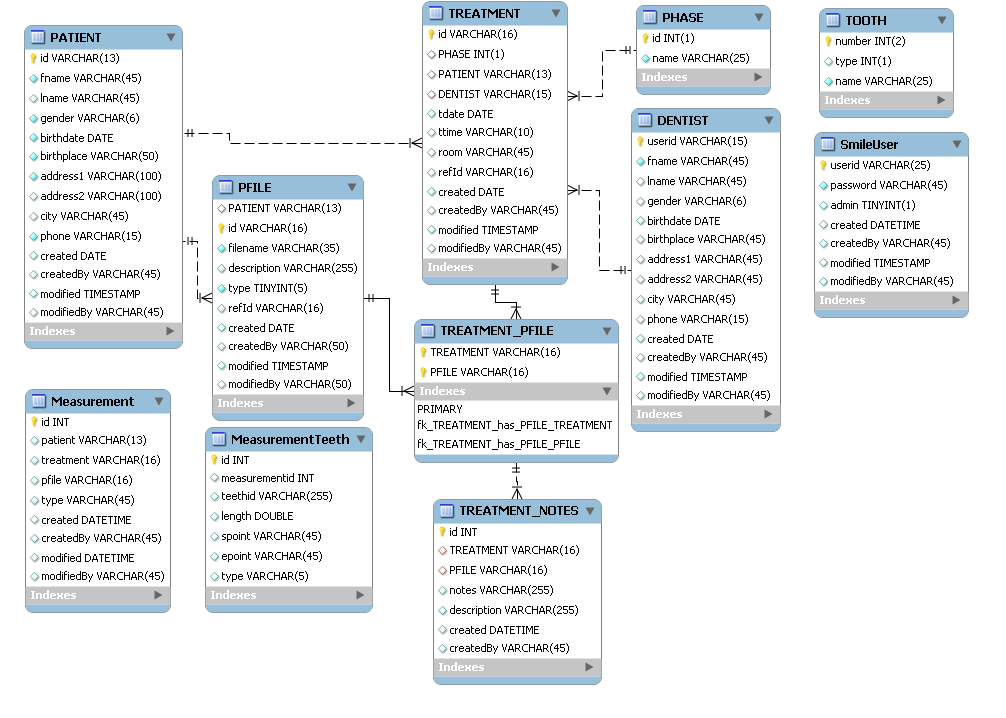 PATIENT
id VARCHAR(13)
fname VARCHAR(45)
lname VARCHAR(45)
gender VARCHAR(6)
birthdate DATE
birthplace VARCHAR(50)
address1 VARCHAR(100)
address2 VARCHAR(100)
city VARCHAR(45)
phone VARCHAR(15)
created DATE
createdBy VARCHAR(45)
modified TIMESTAMP
modifiedBy VARCHAR(45)
Indexes
PFILE
PATIENT VARCHAR(13)
id VARCHAR(16)
filename VARCHAR(35)
description VARCHAR(255)
type TINYINT(5)
refId VARCHAR(16)
created DATE
createdBy VARCHAR(50)
modified TIMESTAMP
modifiedBy VARCHAR(50)
Indexes
TREATMENT
id VARCHAR(16)
PHASE INT(1)
PATIENT VARCHAR(13)
DENTIST VARCHAR(15)
tdate DATE
ttime VARCHAR(10)
room VARCHAR(45)
refId VARCHAR(16)
created DATE
createdBy VARCHAR(45)
modified TIMESTAMP
modifiedBy VARCHAR(45)
Indexes
PHASE
id INT(1)
name VARCHAR(25)
Indexes
TOOTH
number INT(2)
type INT(1)
name VARCHAR(25)
Indexes
DENTIST
userid VARCHAR(15)
fname VARCHAR(45)
lname VARCHAR(45)
gender VARCHAR(6)
birthdate DATE
birthplace VARCHAR(45)
address1 VARCHAR(45)
address2 VARCHAR(45)
city VARCHAR(45)
phone VARCHAR(15)
created DATE
createdBy VARCHAR(45)
modified TIMESTAMP
modifiedBy VARCHAR(45)
Indexes
SmileUser
userid VARCHAR(25)
password VARCHAR(45)
admin TINYINT(1)
created DATETIME
createdBy VARCHAR(45)
modified TIMESTAMP
modifiedBy VARCHAR(45)
Indexes
TREATMENT_PFILE
TREATMENT VARCHAR(16)
PFILE VARCHAR(16)
Indexes
PRIMARY
fk_TREATMENT_has_PFILE_TREATMENT
fk_TREATMENT_has_PFILE_PFILE
Measurement
id INT
patient VARCHAR(13)
treatment VARCHAR(16)
pfile VARCHAR(16)
type VARCHAR(45)
created DATETIME
createdBy VARCHAR(45)
modified DATETIME
modifiedBy VARCHAR(45)
Indexes
MeasurementTeeth
id INT
measurementid INT
teethid VARCHAR(255)
length DOUBLE
spoint VARCHAR(45)
epoint VARCHAR(45)
type VARCHAR(5)
Indexes
TREATMENT_NOTES
id INT
TREATMENT VARCHAR(16)
PFILE VARCHAR(16)
notes VARCHAR(255)
description VARCHAR(255)
created DATETIME
createdBy VARCHAR(45)
Indexes